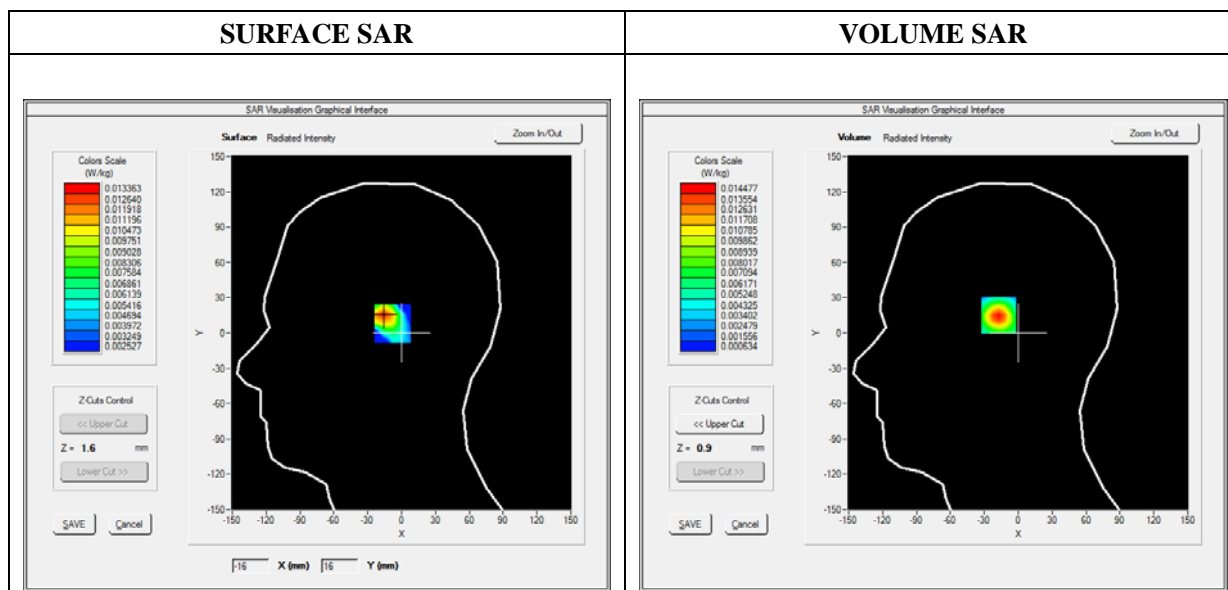 SURFACE SAR
VOLUME SAR
SAR Visualisation Graphical Interface
Surface Radiated Intensity
Zoom In/Out
Colors Scale
(W/kg)
0.013363
0.012640
0.011918
0.011196
0.010473
0.009751
0.009028
0.008306
0.007584
0.006861
0.006139
0.005416
0.004694
0.003972
0.003249
0.002527
150
120
90
60
30
0
-30
-60
-90
-120
-150
Y
-150 -120 -90 -60 -30 0 30 60 90 120 150
X
Z-Cuts Control
<< Upper Cut
Z = 1.6 mm
Lower Cut >>
SAVE Cancel
-16 X (mm) 16 Y (mm)
SAR Visualisation Graphical Interface
Volume Radiated Intensity
Zoom In/Out
Colors Scale
(W/kg)
0.014477
0.013554
0.012631
0.011708
0.010785
0.009862
0.008939
0.008017
0.007094
0.006171
0.005248
0.004325
0.003402
0.002479
0.001556
0.000634
150
120
90
60
30
0
-30
-60
-90
-120
-150
Y
-150 -120 -90 -60 -30 0 30 60 90 120 150
X
Z-Cuts Control
<< Upper Cut
Z = 0.9 mm
Lower Cut >>
SAVE Cancel